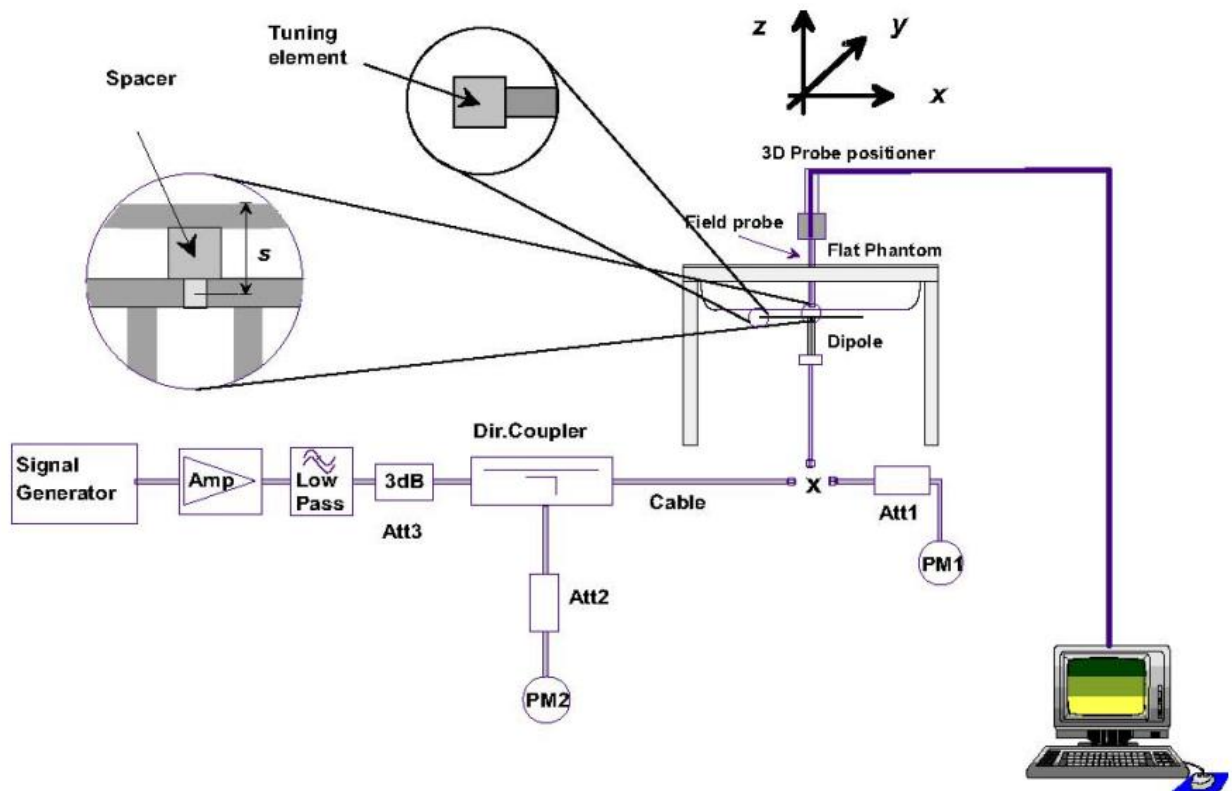 Tuning
element
Spacer
z
y
x
3D Probe positioner
Field probe
Flat Phantom
s
Dipole
Dir.Coupler
Signal
Generator
Amp
Low
Pass
3dB
Att3
Cable
x
Att1
PM1
Att2
PM2